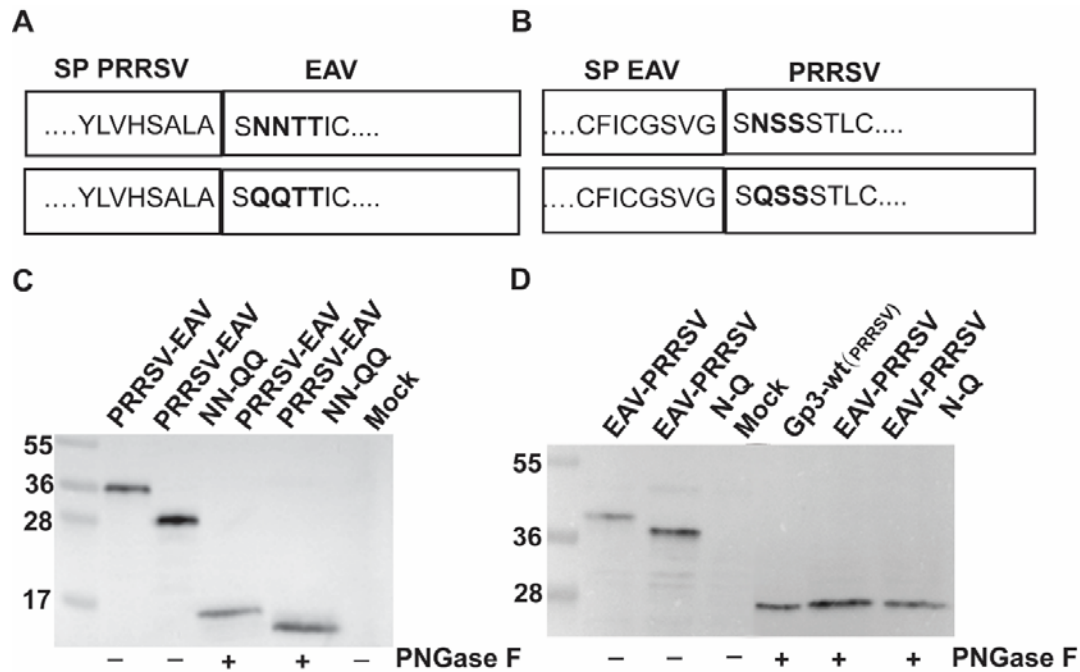 A
SP PRRSV EAV
....YLVHSALA SNNTTIC....
....YLVHSALA SQQTTIC....
B
SP EAV PRRSV
....CFICGSVG SNSSSTLC....
....CFICGSVG SQSSSTLC....
C
PRRSV-EAV
PRRSV-EAV
NN-QQ
PRRSV-EAV
PRRSV-EAV
NN-QQ
Mock
55
36
28
17
− − + + − PNGase F
D
EAV-PRRSV
EAV-PRRSV
N-Q
Mock
Gp3-wt(PRRSV)
EAV-PRRSV
EAV-PRRSV
N-Q
55
36
28
− − − + + + PNGase F